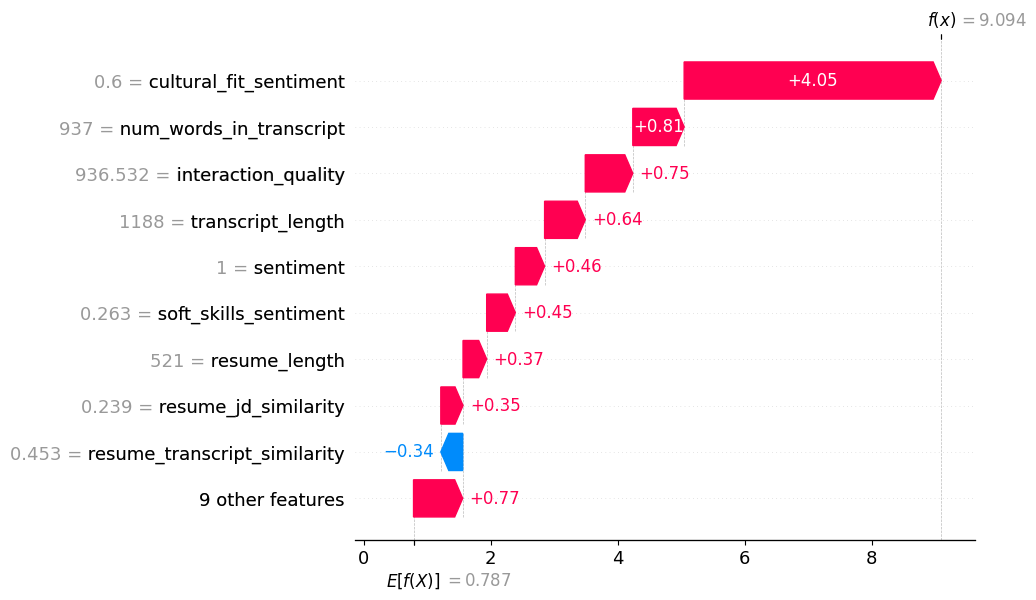 f(x) = 9.094
0.6 = cultural_fit_sentiment +4.05
937 = num_words_in_transcript +0.81
936.532 = interaction_quality +0.75
1188 = transcript_length +0.64
1 = sentiment +0.46
0.263 = soft_skills_sentiment +0.45
521 = resume_length +0.37
0.239 = resume_jd_similarity +0.35
0.453 = resume_transcript_similarity −0.34
9 other features +0.77
0 2 4 6 8
E[f(X)] = 0.787